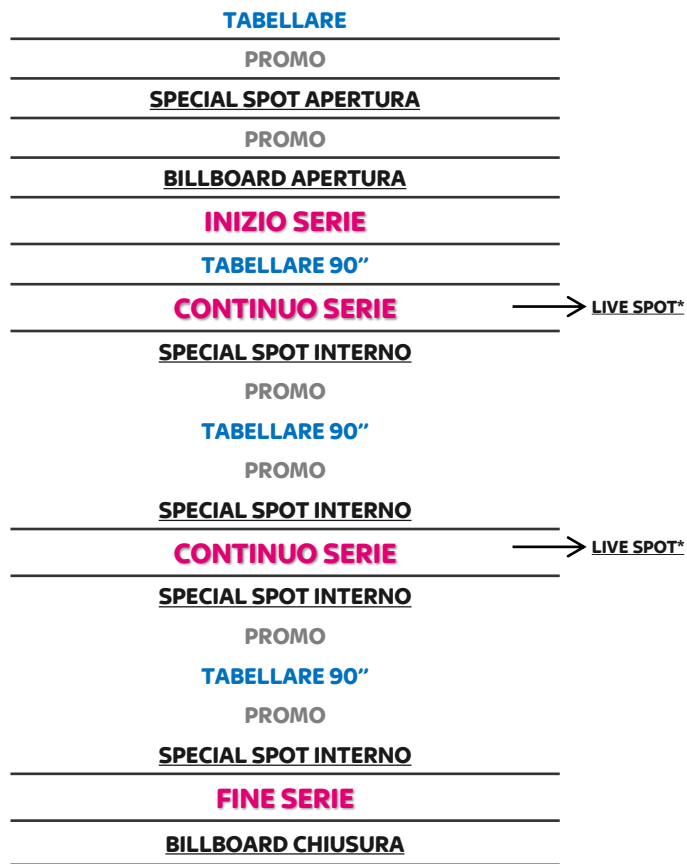 TABELLARE
PROMO
SPECIAL SPOT APERTURA
PROMO
BILLBOARD APERTURA
INIZIO SERIE
TABELLARE 90’’
CONTINUO SERIE
LIVE SPOT*
SPECIAL SPOT INTERNO
PROMO
TABELLARE 90’’
PROMO
SPECIAL SPOT INTERNO
CONTINUO SERIE
LIVE SPOT*
SPECIAL SPOT INTERNO
PROMO
TABELLARE 90’’
PROMO
SPECIAL SPOT INTERNO
FINE SERIE
BILLBOARD CHIUSURA